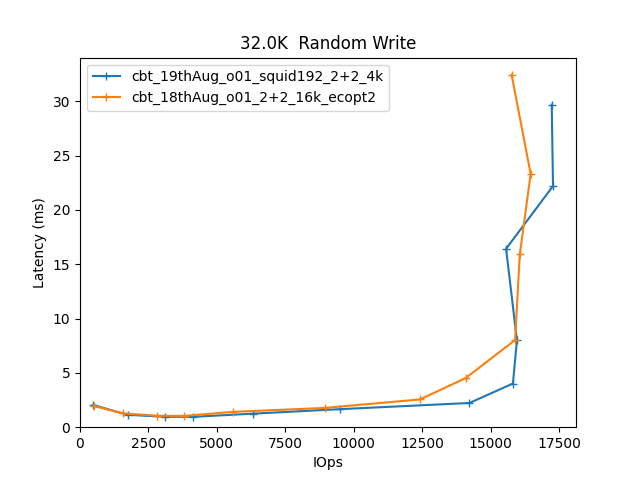 32.0K  Random Write
cbt_19thAug_o01_squid192_2+2_4k
cbt_18thAug_o01_2+2_16k_ecopt2
Latency (ms)
30
25
20
15
10
5
0
0 2500 5000 7500 10000 12500 15000 17500
IOps